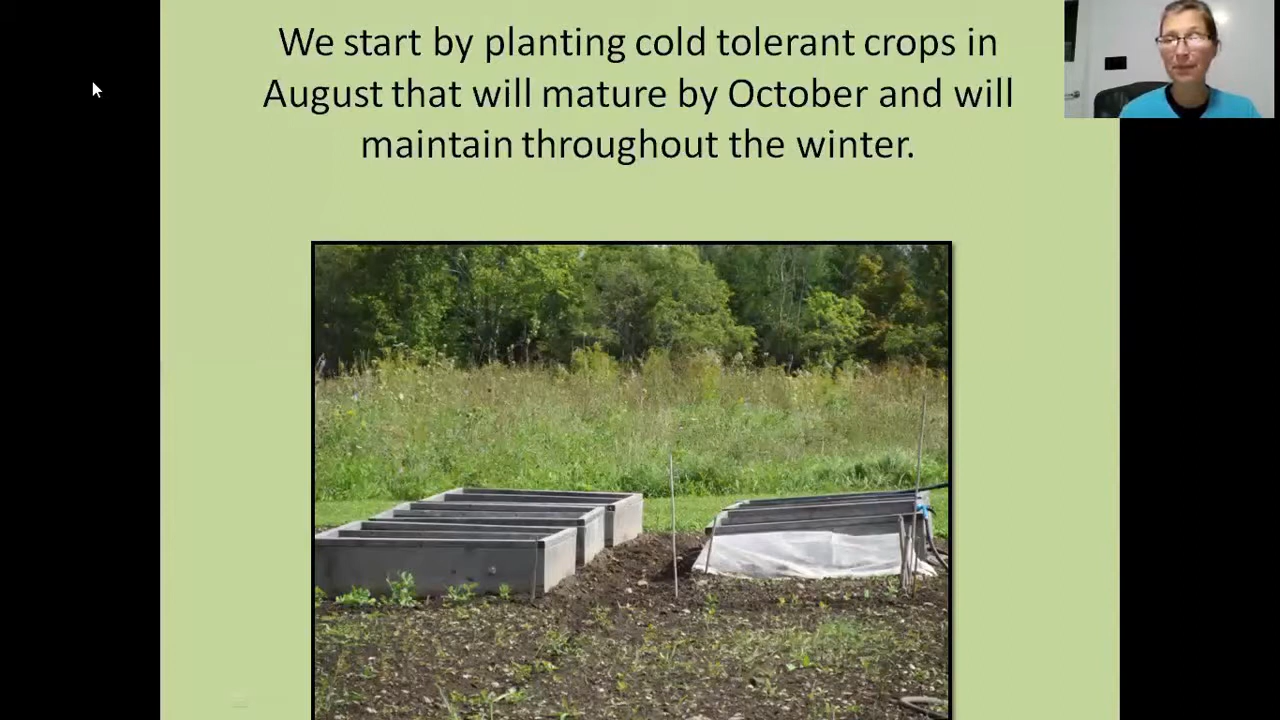 We start by planting cold tolerant crops in
August that will mature by October and will
maintain throughout the winter.